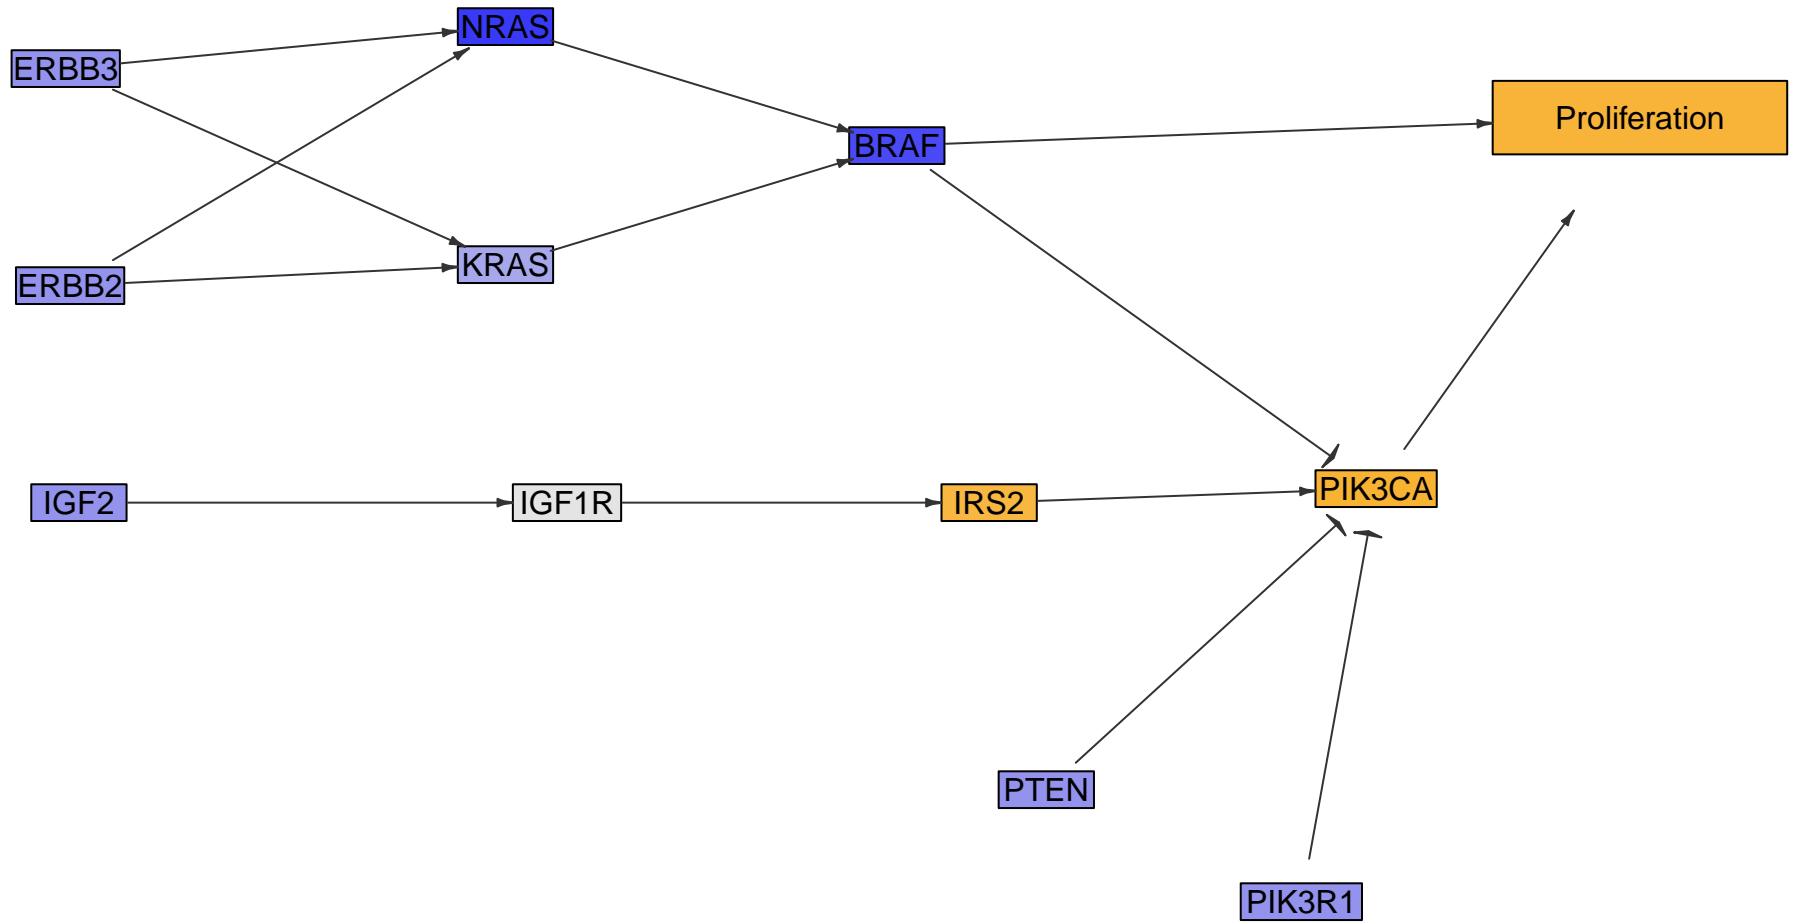 NRAS
ERBB3
Proliferation
BRAF
KRAS
ERBB2
PIK3CA
IGF2
IGF1R
IRS2
PTEN
PIK3R1